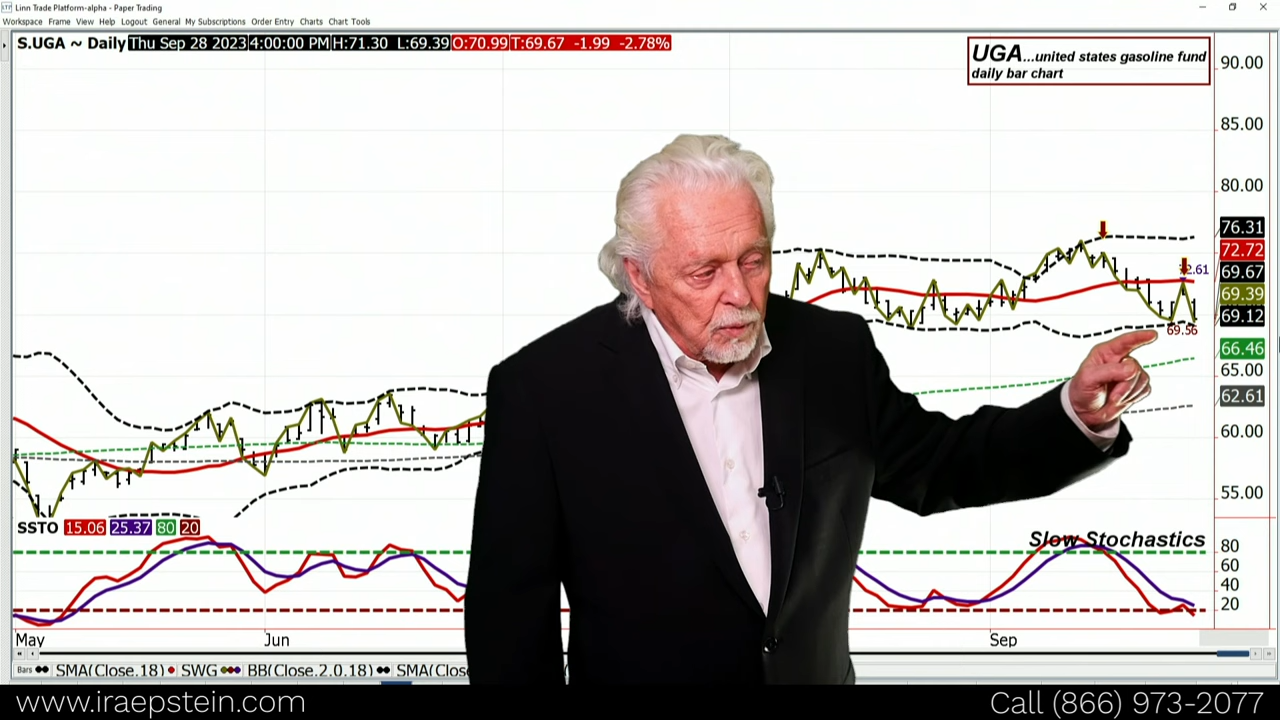 Linn Trade Platform-alpha - Paper Trading
Workspace Frame View Help Logout General My Subscriptions Order Entry Charts Chart Tools
S.UGA ~ Daily Thu Sep 28 2023 4:00:00 PM H:71.30 L:69.39 O:70.99 T:69.67 -1.99 -2.78%
UGA...united states gasoline fund
daily bar chart
90.00
85.00
80.00
76.31
72.72
69.67
69.39
69.12
66.46
65.00
62.61
60.00
55.00
69.56
SSTO 15.06 25.37 80 20
Slow Stochastics
80
60
40
20
May Jun Sep
Bars SMA(Close,18) SWG BB(Close,2.0,18) SMA(Close
www.iraepstein.com Call (866) 973-2077